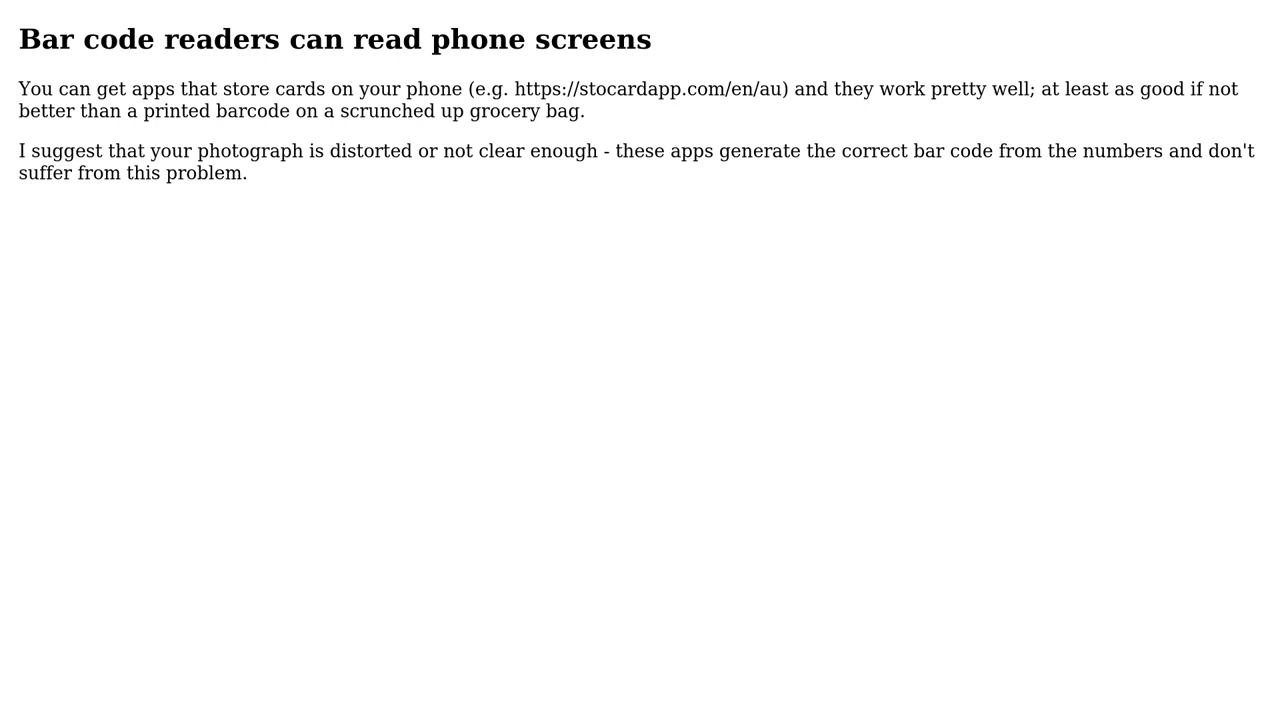 Bar code readers can read phone screens
You can get apps that store cards on your phone (e.g. https://stocardapp.com/en/au) and they work pretty well; at least as good if not
better than a printed barcode on a scrunched up grocery bag.
I suggest that your photograph is distorted or not clear enough - these apps generate the correct bar code from the numbers and don't
suffer from this problem.